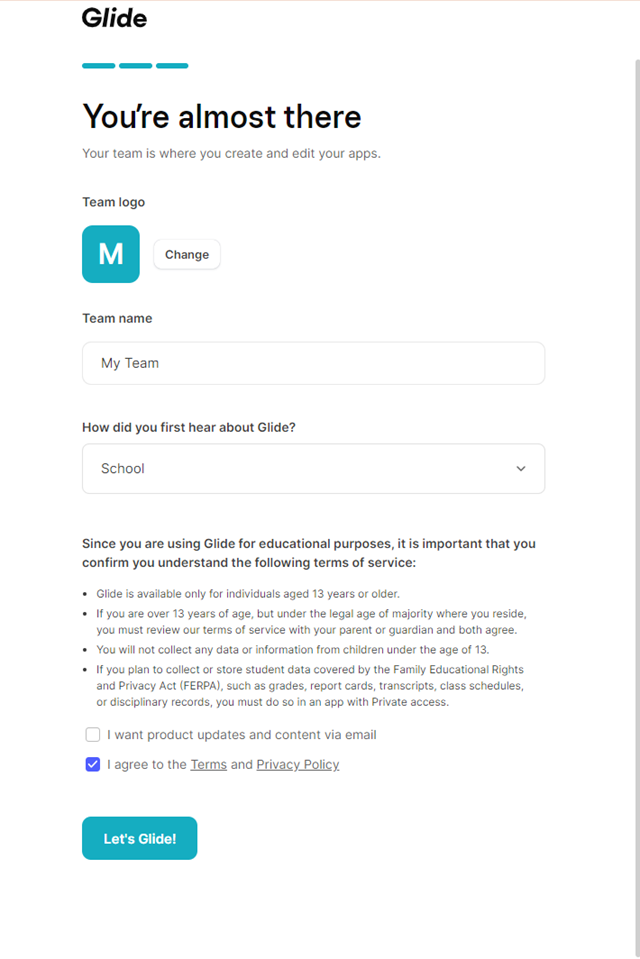 Glide
You're almost there
Your team is where you create and edit your apps.
Team logo
M
Change
Team name
My Team
How did you first hear about Glide?
School
Since you are using Glide for educational purposes, it is important that you
confirm you understand the following terms of service:
• Glide is available only for individuals aged 13 years or older.
• If you are over 13 years of age, but under the legal age of majority where you reside,
you must review our terms of service with your parent or guardian and both agree.
• You will not collect any data or information from children under the age of 13.
• If you plan to collect or store student data covered by the Family Educational Rights
and Privacy Act (FERPA), such as grades, report cards, transcripts, class schedules,
or disciplinary records, you must do so in an app with Private access.
I want product updates and content via email
I agree to the Terms and Privacy Policy
Let's Glide!